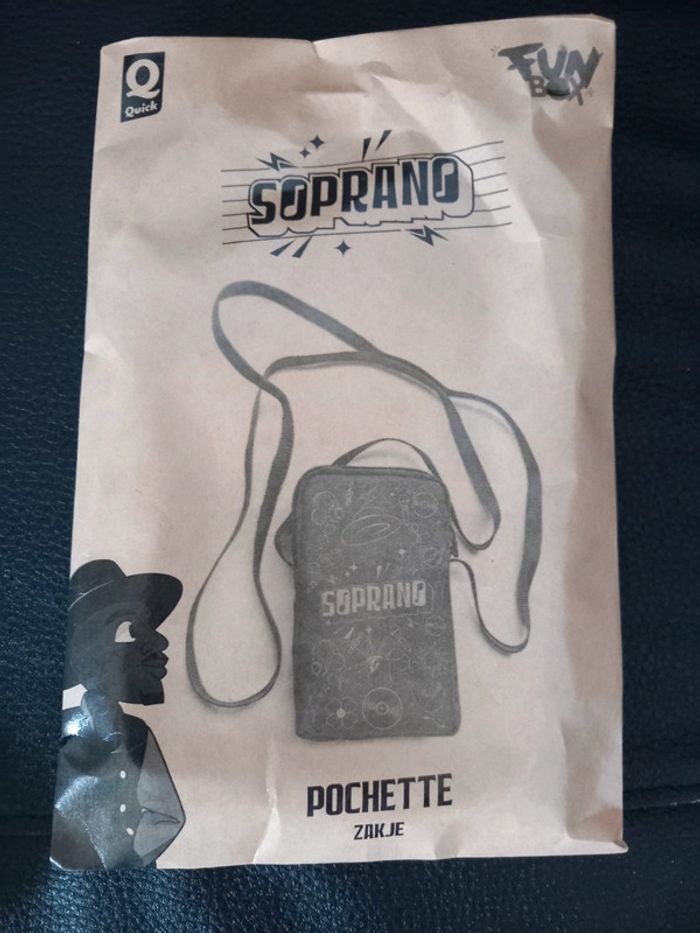 Q
Quick
FUN
BOX
SOPRANO
SOPRANO
POCHETTE
ZAKJE